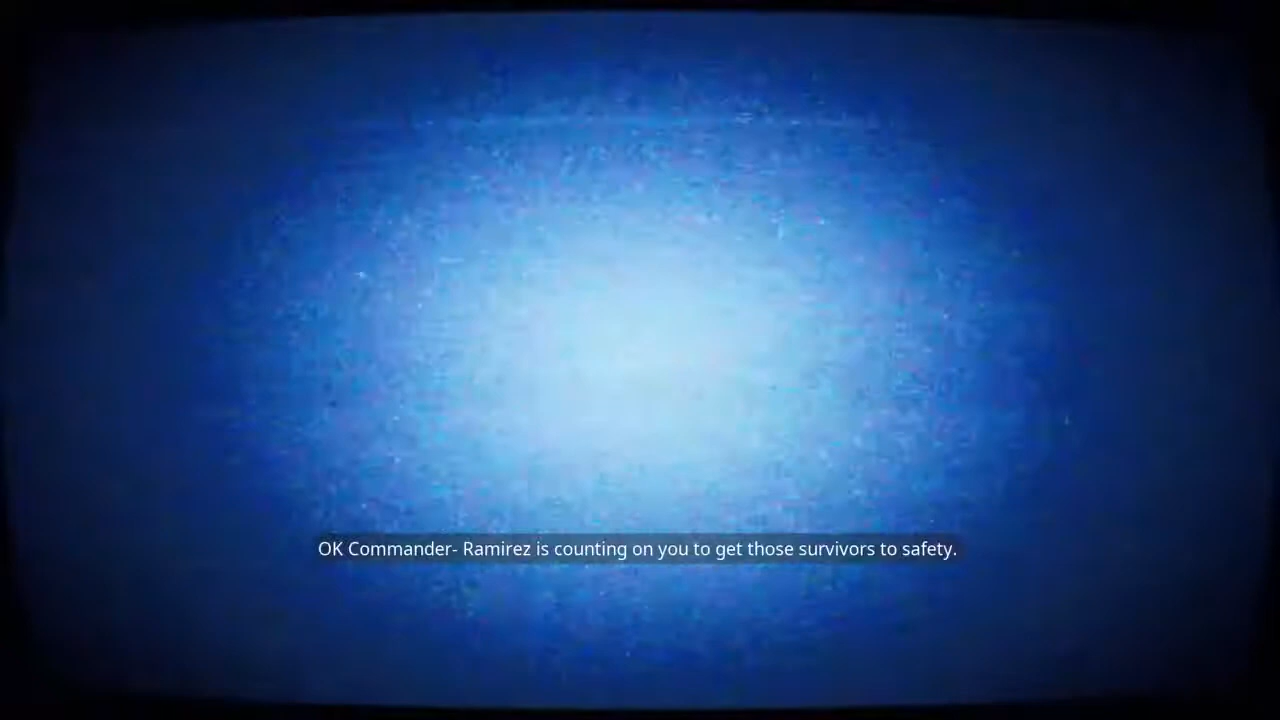 OK Commander- Ramirez is counting on you to get those survivors to safety.